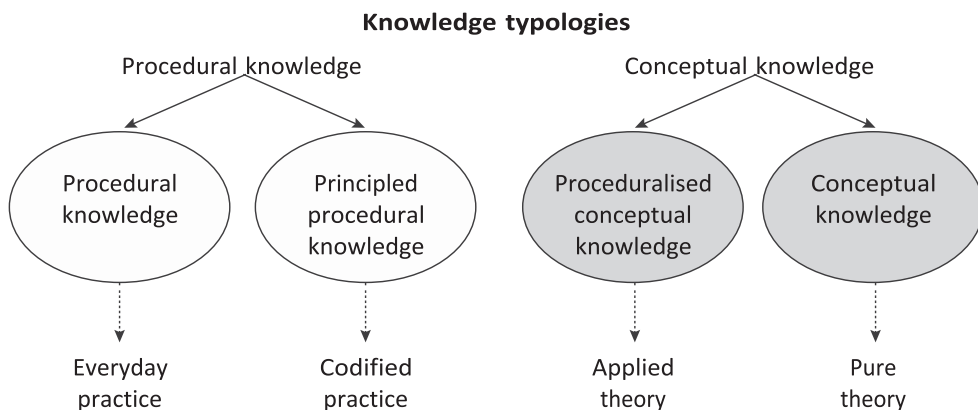 Knowledge typologies
Procedural knowledge
Conceptual knowledge
Procedural
knowledge
Principled
procedural
knowledge
Proceduralised
conceptual
knowledge
Conceptual
knowledge
Everyday
practice
Codified
practice
Applied
theory
Pure
theory